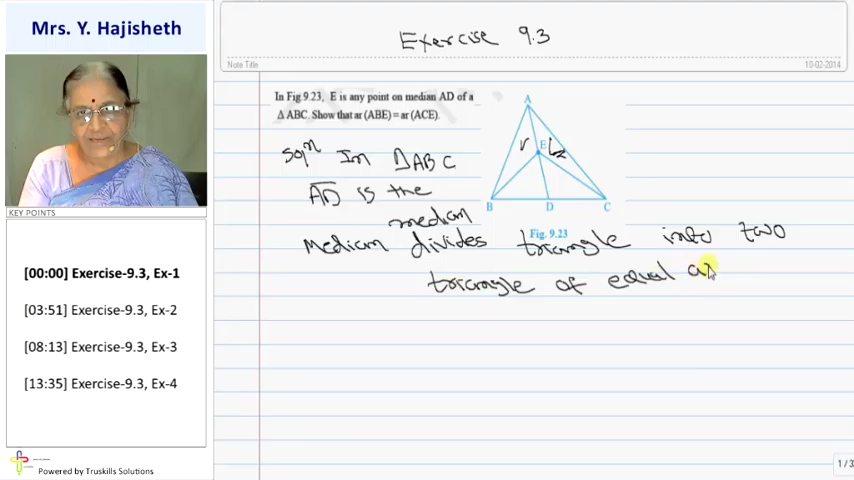 Mrs. Y. Hajisheth
KEY POINTS
[00:00] Exercise-9.3, Ex-1
[03:51] Exercise-9.3, Ex-2
[08:13] Exercise-9.3, Ex-3
[13:35] Exercise-9.3, Ex-4
Powered by Truskills Solutions
Exercise 9.3
Note Title
10-02-2014
In Fig.9.23, E is any point on median AD of a
Δ ABC. Show that ar (ABE) = ar (ACE).
A
E
B
D
C
Fig. 9.23
Solⁿ In ΔABC
AD is the
median
Median divides triangle into two
triangle of equal a
1/3